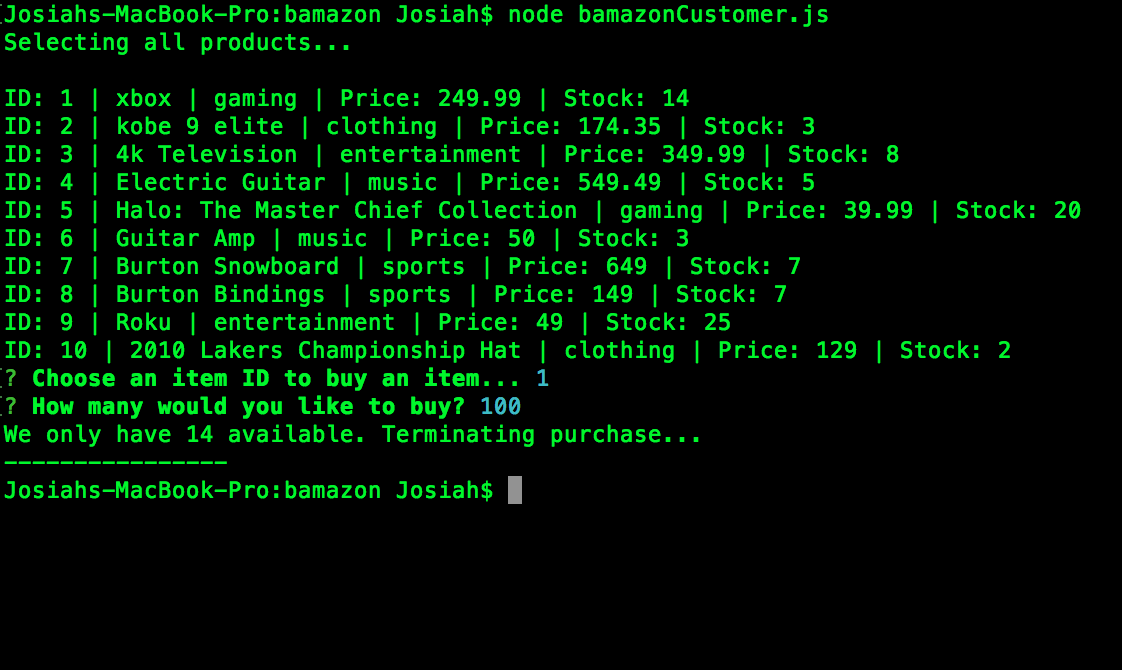 Josiahs-MacBook-Pro:bamazon Josiah$ node bamazonCustomer.js
Selecting all products...
ID: 1 | xbox | gaming | Price: 249.99 | Stock: 14
ID: 2 | kobe 9 elite | clothing | Price: 174.35 | Stock: 3
ID: 3 | 4k Television | entertainment | Price: 349.99 | Stock: 8
ID: 4 | Electric Guitar | music | Price: 549.49 | Stock: 5
ID: 5 | Halo: The Master Chief Collection | gaming | Price: 39.99 | Stock: 20
ID: 6 | Guitar Amp | music | Price: 50 | Stock: 3
ID: 7 | Burton Snowboard | sports | Price: 649 | Stock: 7
ID: 8 | Burton Bindings | sports | Price: 149 | Stock: 7
ID: 9 | Roku | entertainment | Price: 49 | Stock: 25
ID: 10 | 2010 Lakers Championship Hat | clothing | Price: 129 | Stock: 2
? Choose an item ID to buy an item... 1
? How many would you like to buy? 100
We only have 14 available. Terminating purchase...
----------------
Josiahs-MacBook-Pro:bamazon Josiah$